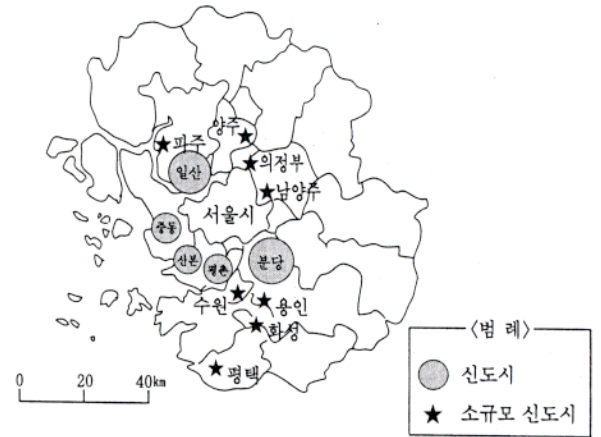 양주
파주
의정부
일산
남양주
서울시
중동
산본
평촌
분당
수원
용인
화성
평택
0 20 40km
〈범 례〉
신도시
소규모 신도시